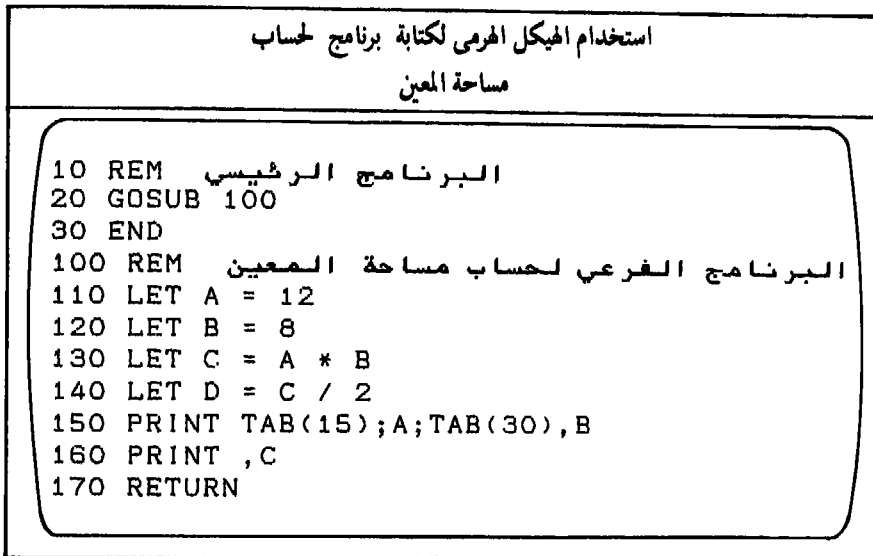 استخدام الهيكل الهرمى لكتابة برنامج لحساب
مساحة المعين
10 REM البرنامج الرئيسي
20 GOSUB 100
30 END
100 REM البرنامج الفرعي لحساب مساحة المعين
110 LET A = 12
120 LET B = 8
130 LET C = A * B
140 LET D = C / 2
150 PRINT TAB(15);A;TAB(30),B
160 PRINT ,C
170 RETURN